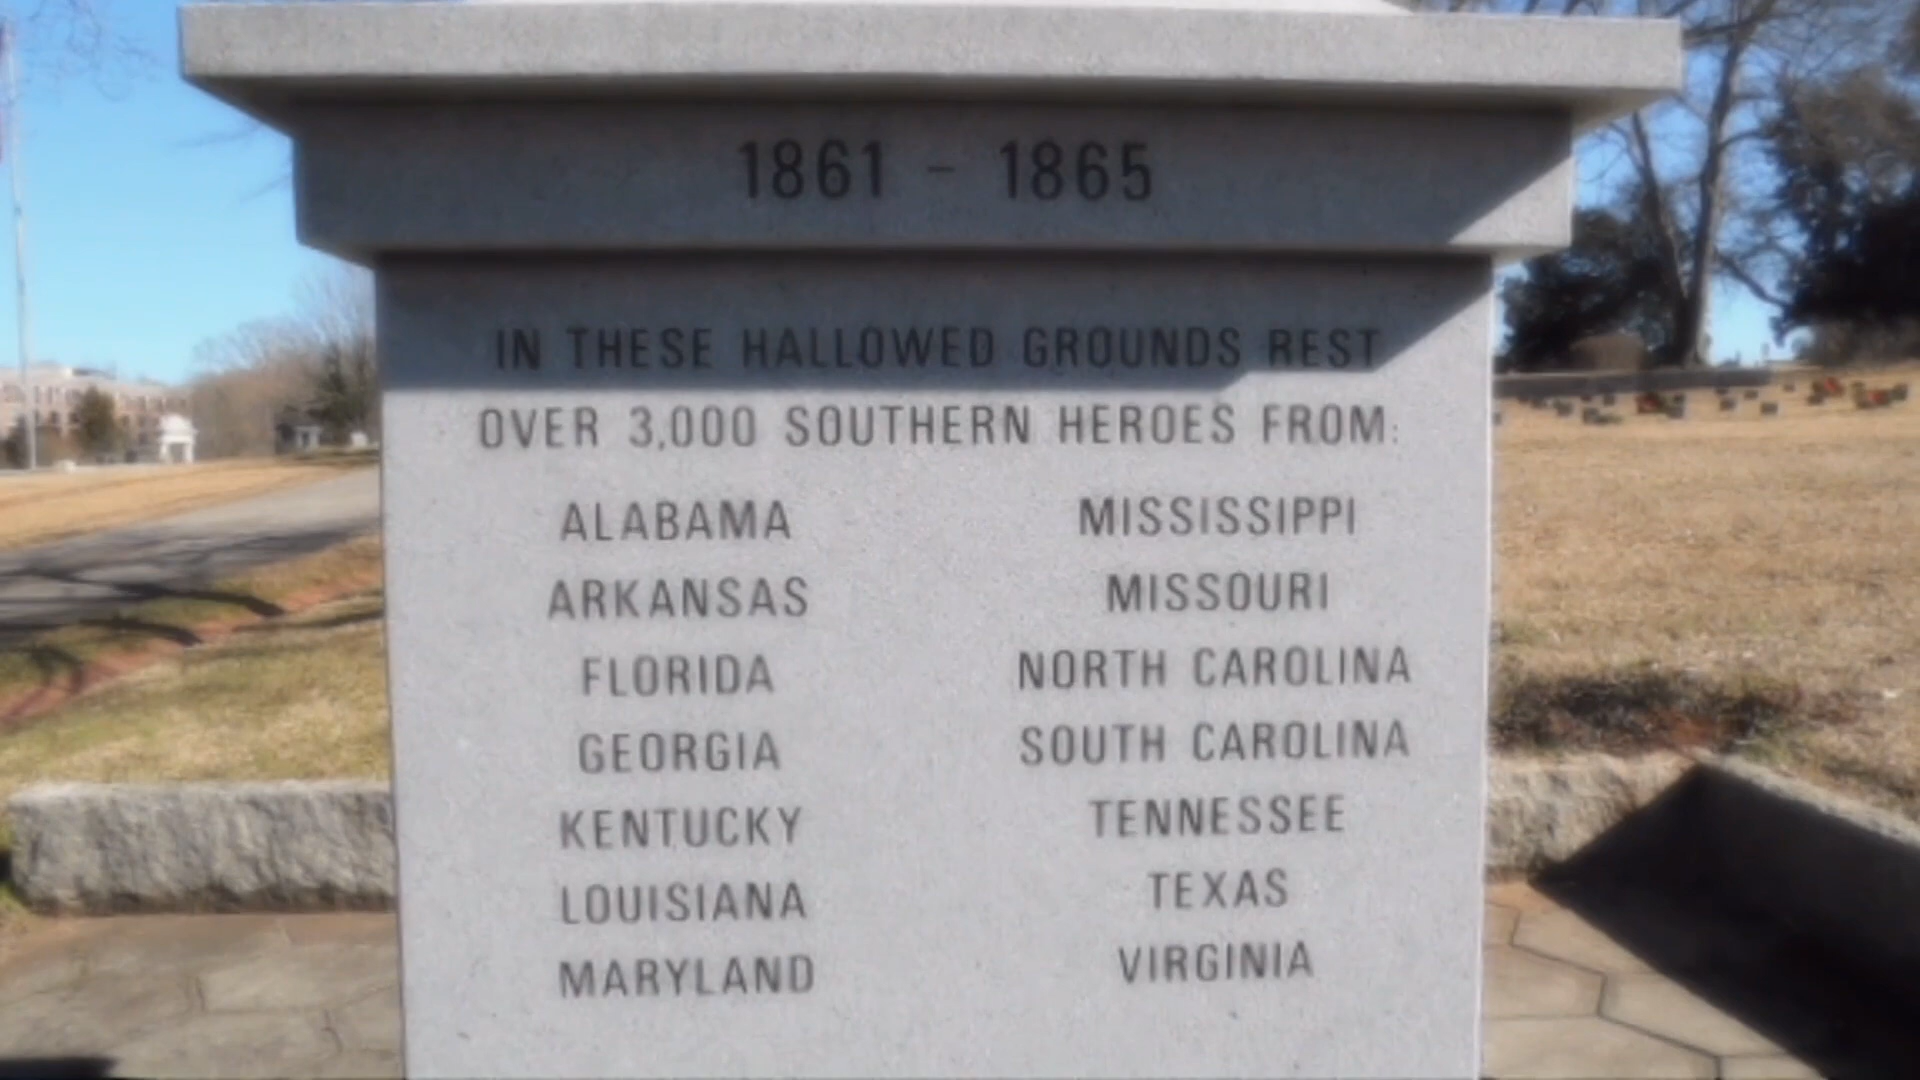 1861 - 1865
IN THESE HALLOWED GROUNDS REST
OVER 3,000 SOUTHERN HEROES FROM:
ALABAMA
ARKANSAS
FLORIDA
GEORGIA
KENTUCKY
LOUISIANA
MARYLAND
MISSISSIPPI
MISSOURI
NORTH CAROLINA
SOUTH CAROLINA
TENNESSEE
TEXAS
VIRGINIA